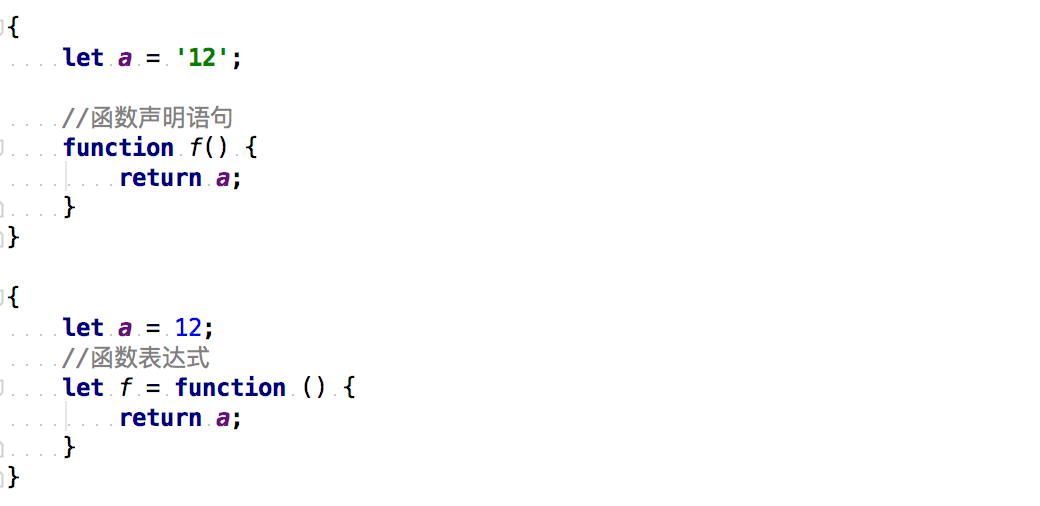 {
    let a = '12';
    //函数声明语句
    function f() {
        return a;
    }
}
{
    let a = 12;
    //函数表达式
    let f = function () {
        return a;
    }
}